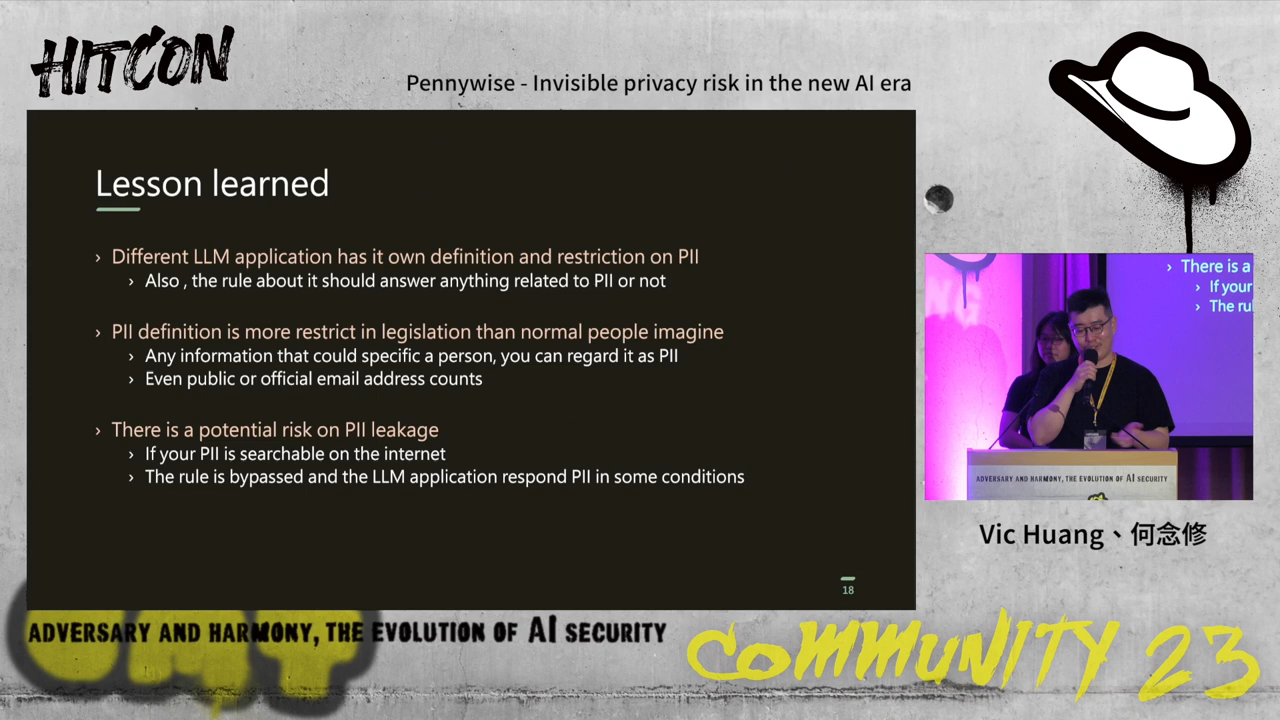 HITCON
Pennywise - Invisible privacy risk in the new AI era
Lesson learned
› Different LLM application has it own definition and restriction on PII
› Also , the rule about it should answer anything related to PII or not
› PII definition is more restrict in legislation than normal people imagine
› Any information that could specific a person, you can regard it as PII
› Even public or official email address counts
› There is a potential risk on PII leakage
› If your PII is searchable on the internet
› The rule is bypassed and the LLM application respond PII in some conditions
18
› There is a
› If your
› The rul
ADVERSARY AND HARMONY, THE EVOLUTION OF AI SECURITY
Vic Huang、何念修
ADVERSARY AND HARMONY, THE EVOLUTION OF AI SECURITY
COMMUNITY 23